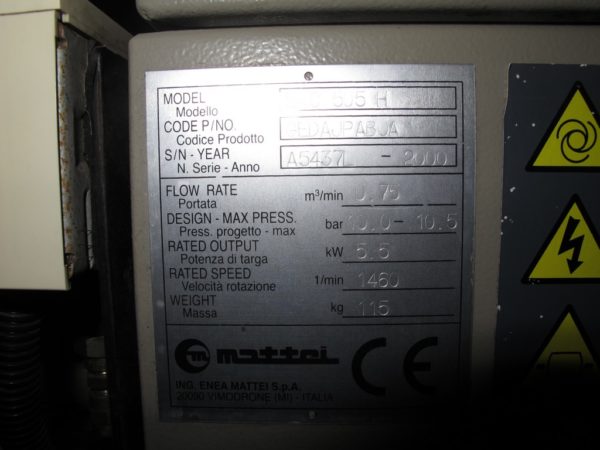 MODEL 505 H
Modello
CODE P/NO.
Codice Prodotto
S/N - YEAR A5437L - 2000
N. Serie - Anno
FLOW RATE m³/min 0.75
Portata
DESIGN - MAX PRESS. bar 10.0 - 10.5
Press. progetto - max
RATED OUTPUT kW 5.5
Potenza di targa
RATED SPEED 1/min 1460
Velocità rotazione
WEIGHT kg 115
Massa
m mattei CE
ING. ENEA MATTEI S.p.A.
20090 VIMODRONE (MI) - ITALIA